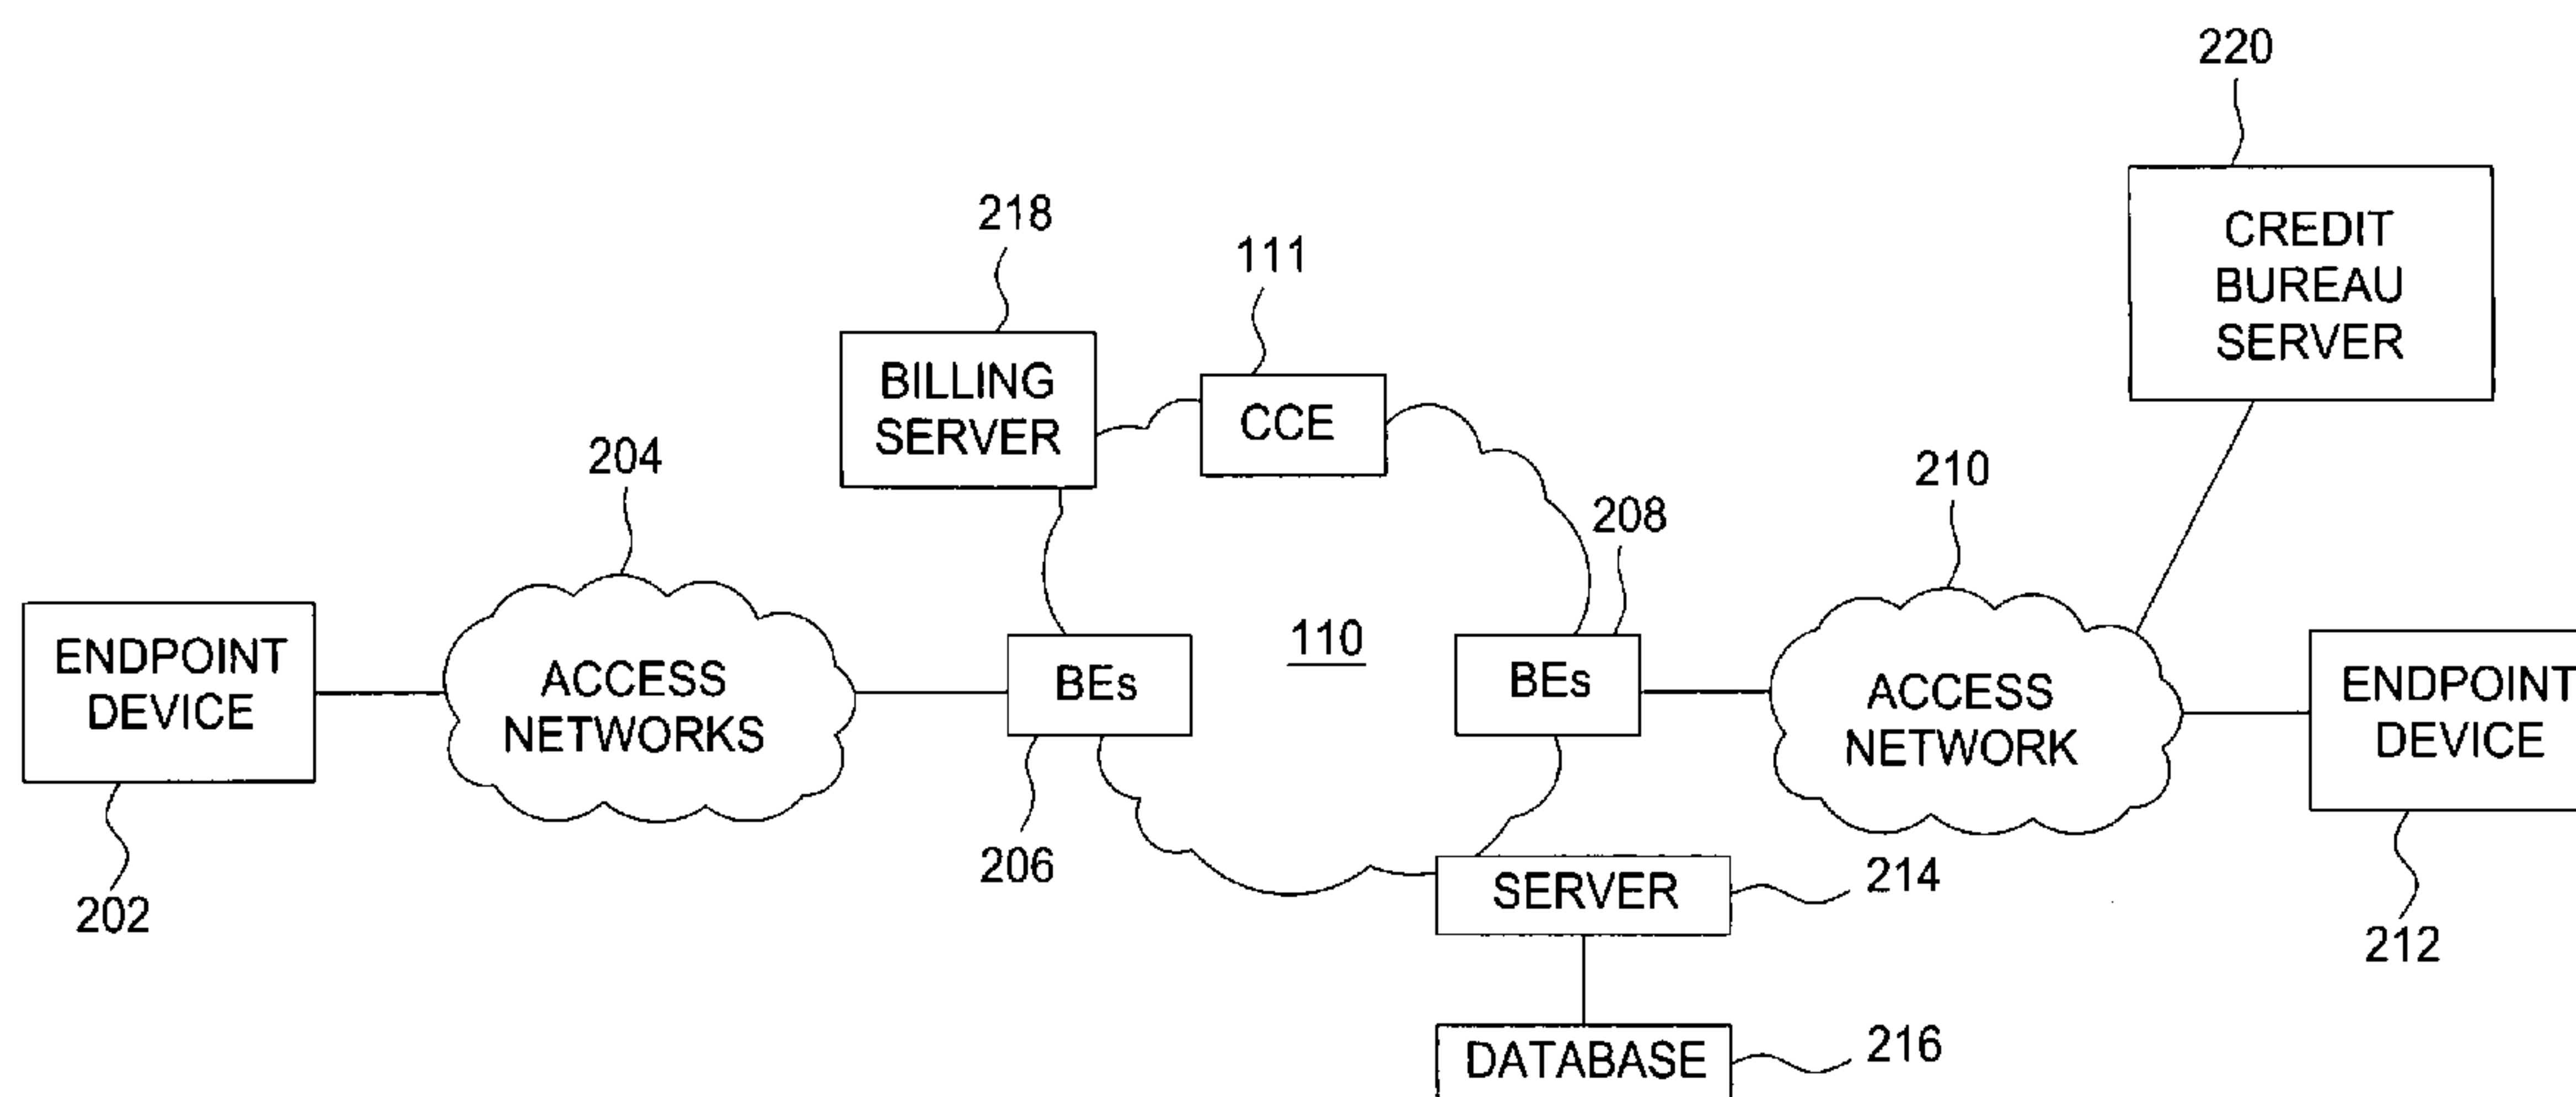 220
CREDIT
BUREAU
SERVER
218
111
BILLING
SERVER
CCE
204
210
208
ENDPOINT
DEVICE
ACCESS
NETWORKS
BEs
110
BEs
ACCESS
NETWORK
ENDPOINT
DEVICE
202
206
SERVER
214
212
DATABASE
216